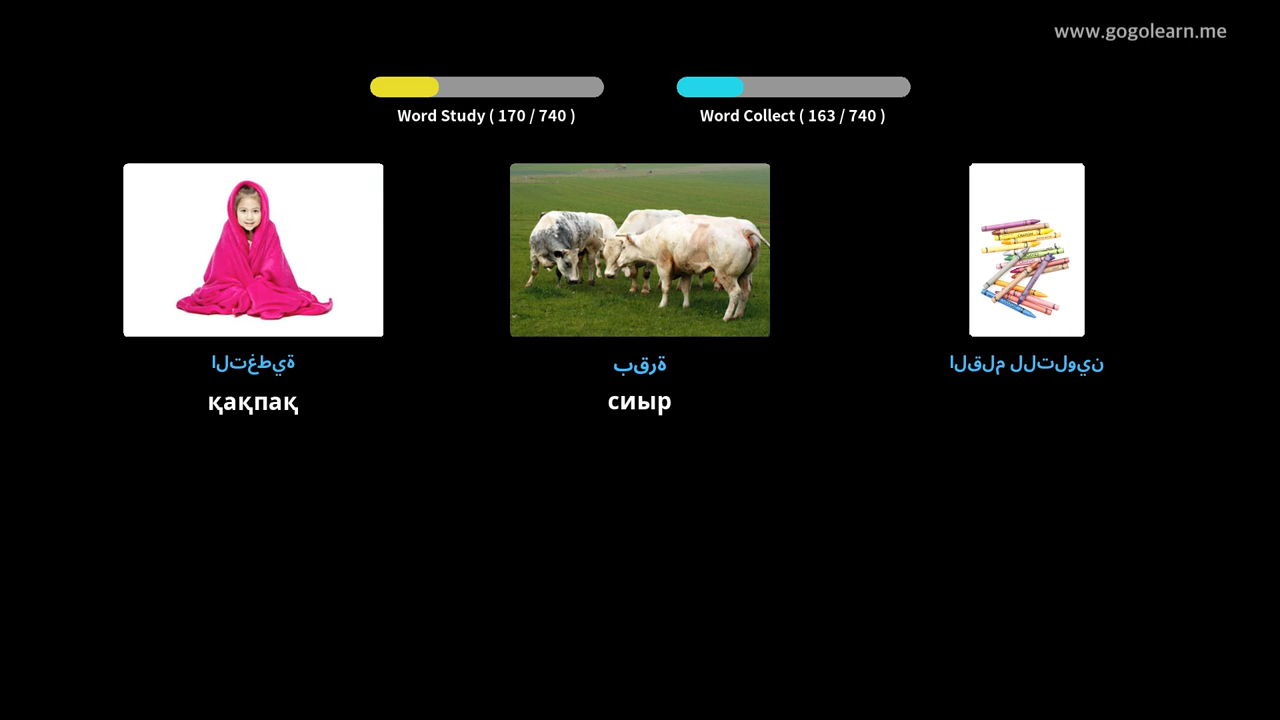 www.gogolearn.me
Word Study ( 170 / 740 )
Word Collect ( 163 / 740 )
التغطية
بقرة
القلم للتلوين
қақпақ
сиыр